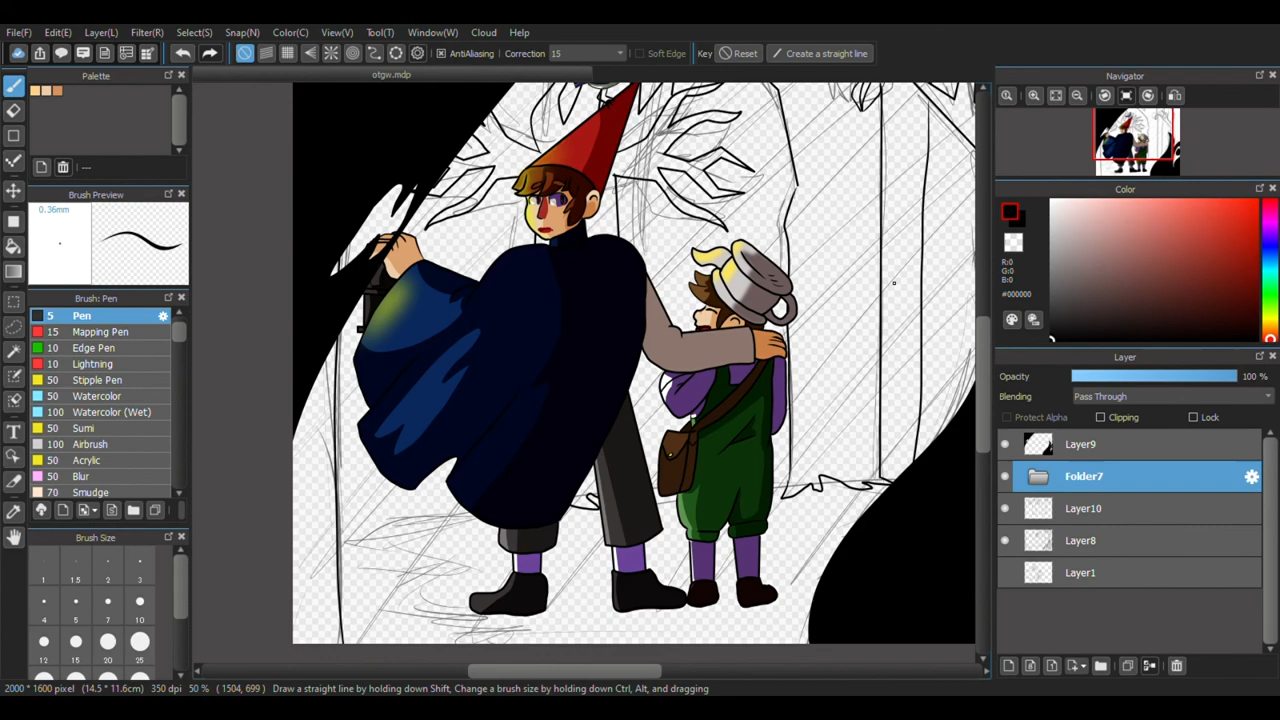 File(F) Edit(E) Layer(L) Filter(R) Select(S) Snap(N) Color(C) View(V) Tool(T) Window(W) Cloud Help
AntiAliasing Correction 15 Soft Edge Key Reset Create a straight line
Palette
otgw.mdp
Navigator
---
Brush Preview
0.36mm
Color
R:0
G:0
B:0
#000000
Brush: Pen
5 Pen
15 Mapping Pen
10 Edge Pen
10 Lightning
50 Stipple Pen
50 Watercolor
100 Watercolor (Wet)
50 Sumi
100 Airbrush
50 Acrylic
50 Blur
70 Smudge
Layer
Opacity 100 %
Blending Pass Through
Protect Alpha Clipping Lock
Layer9
Folder7
Layer10
Layer8
Layer1
Brush Size
1 1.5 2 3
4 5 7 10
12 15 20 25
2000 * 1600 pixel (14.5 * 11.6cm) 350 dpi 50 % ( 1504, 699 ) Draw a straight line by holding down Shift, Change a brush size by holding down Ctrl, Alt, and dragging